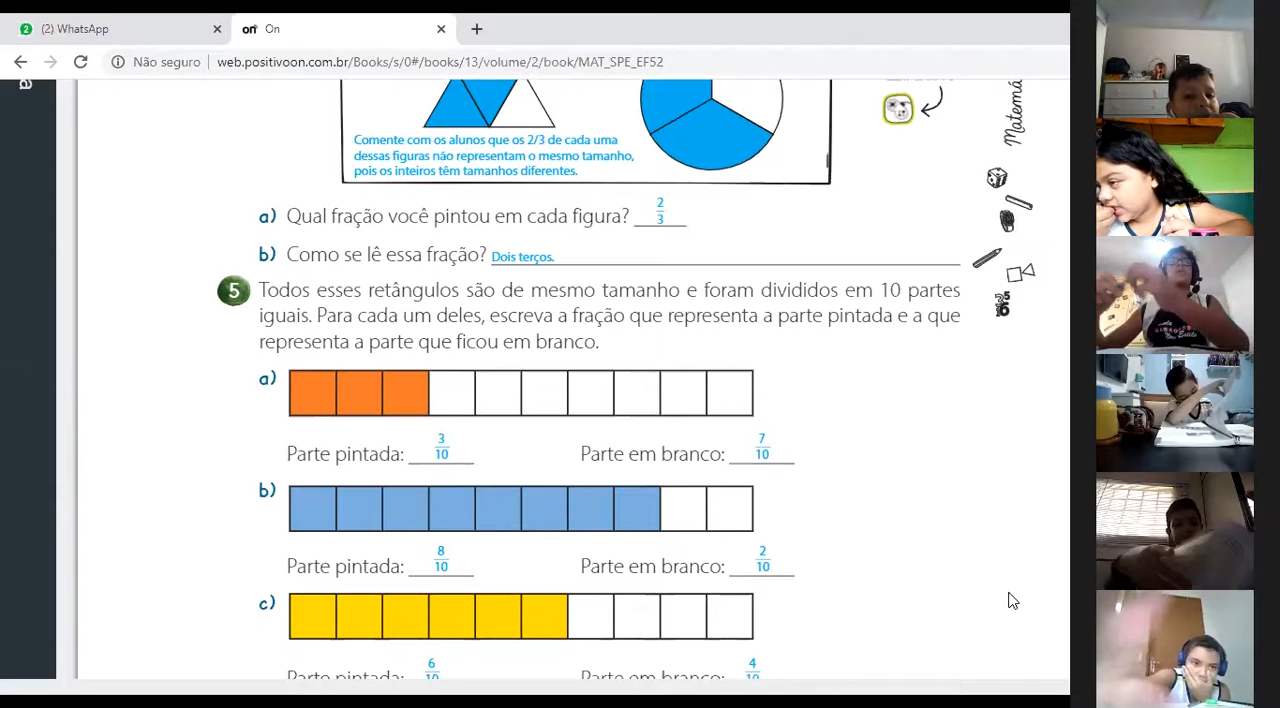 2
(2) WhatsApp
on
On
Não seguro
web.positivoon.com.br/Books/s/0#/books/13/volume/2/book/MAT_SPE_EF52
Comente com os alunos que os 2/3 de cada uma
dessas figuras não representam o mesmo tamanho,
pois os inteiros têm tamanhos diferentes.
Matemá
a) Qual fração você pintou em cada figura? 2/3
b) Como se lê essa fração? Dois terços.
5 Todos esses retângulos são de mesmo tamanho e foram divididos em 10 partes
iguais. Para cada um deles, escreva a fração que representa a parte pintada e a que
representa a parte que ficou em branco.
a)
Parte pintada: 3/10 Parte em branco: 7/10
b)
Parte pintada: 8/10 Parte em branco: 2/10
c)
Parte pintada: 6/10 Parte em branco: 4/10